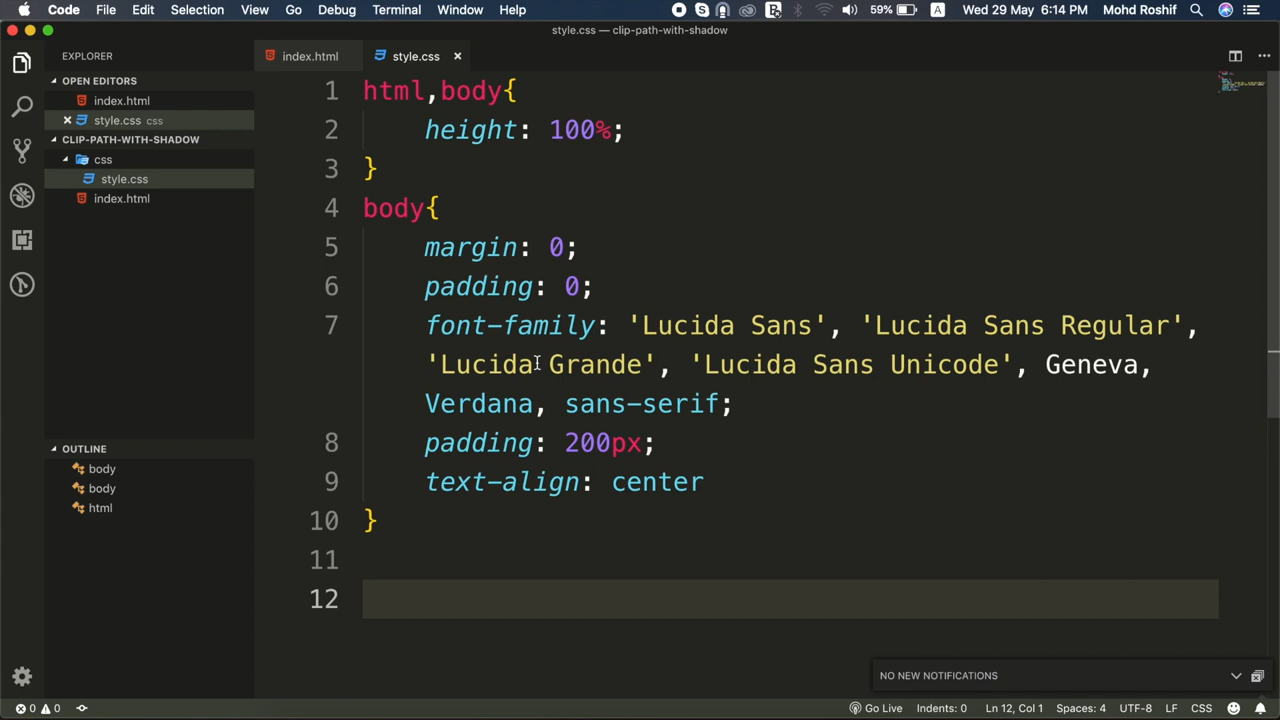 Code File Edit Selection View Go Debug Terminal Window Help 59% A Wed 29 May 6:14 PM Mohd Roshif
style.css — clip-path-with-shadow
EXPLORER
OPEN EDITORS
index.html
style.css css
CLIP-PATH-WITH-SHADOW
css
style.css
index.html
OUTLINE
body
body
html
index.html style.css
1 html,body{
2 height: 100%;
3 }
4 body{
5 margin: 0;
6 padding: 0;
7 font-family: 'Lucida Sans', 'Lucida Sans Regular',
'Lucida Grande', 'Lucida Sans Unicode', Geneva,
Verdana, sans-serif;
8 padding: 200px;
9 text-align: center
10 }
11
12
NO NEW NOTIFICATIONS
0 0 Go Live Indents: 0 Ln 12, Col 1 Spaces: 4 UTF-8 LF CSS